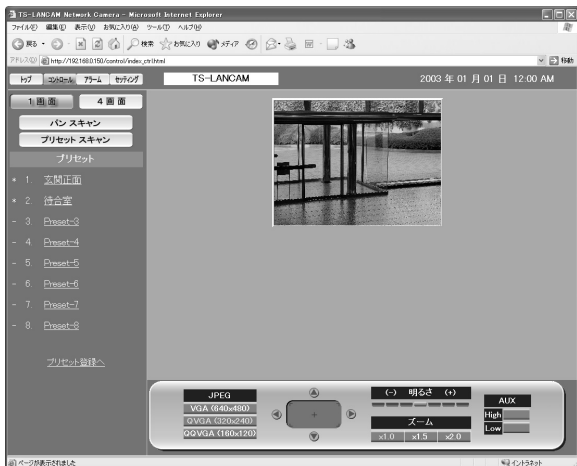 TS-LANCAM Network Camera - Microsoft Internet Explorer
ファイル(F) 編集(E) 表示(V) お気に入り(A) ツール(T) ヘルプ(H)
戻る 検索 お気に入り メディア
アドレス(D) http://192.168.0.150/control/index_ctr.html 移動
トップ コントロール アラーム セッティング TS-LANCAM 2003 年 01 月 01 日 12:00 AM
1 画 面 4 画 面
パン スキャン
プリセット スキャン
プリセット
* 1. 玄関正面
* 2. 待合室
- 3. Preset-3
- 4. Preset-4
- 5. Preset-5
- 6. Preset-6
- 7. Preset-7
- 8. Preset-8
プリセット登録へ
JPEG
VGA (640x480)
QVGA (320x240)
QQVGA (160x120)
(-) 明るさ (+)
ズーム
x1.0 x1.5 x2.0
AUX
High
Low
ページが表示されました イントラネット